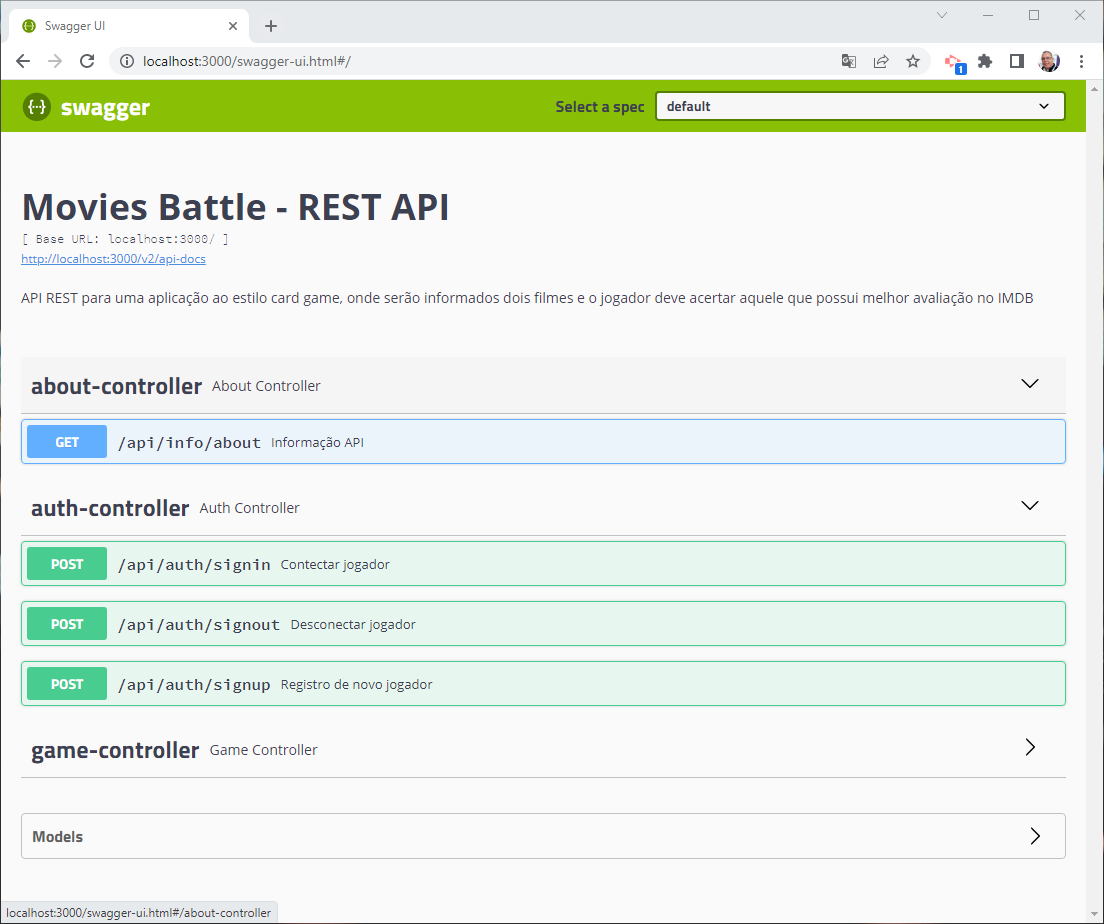 Swagger UI
localhost:3000/swagger-ui.html#/
1
{··} swagger
Select a spec
default
Movies Battle - REST API
[ Base URL: localhost:3000/ ]
http://localhost:3000/v2/api-docs
API REST para uma aplicação ao estilo card game, onde serão informados dois filmes e o jogador deve acertar aquele que possui melhor avaliação no IMDB
about-controller About Controller
GET /api/info/about Informação API
auth-controller Auth Controller
POST /api/auth/signin Contectar jogador
POST /api/auth/signout Desconectar jogador
POST /api/auth/signup Registro de novo jogador
game-controller Game Controller
Models
localhost:3000/swagger-ui.html#/about-controller